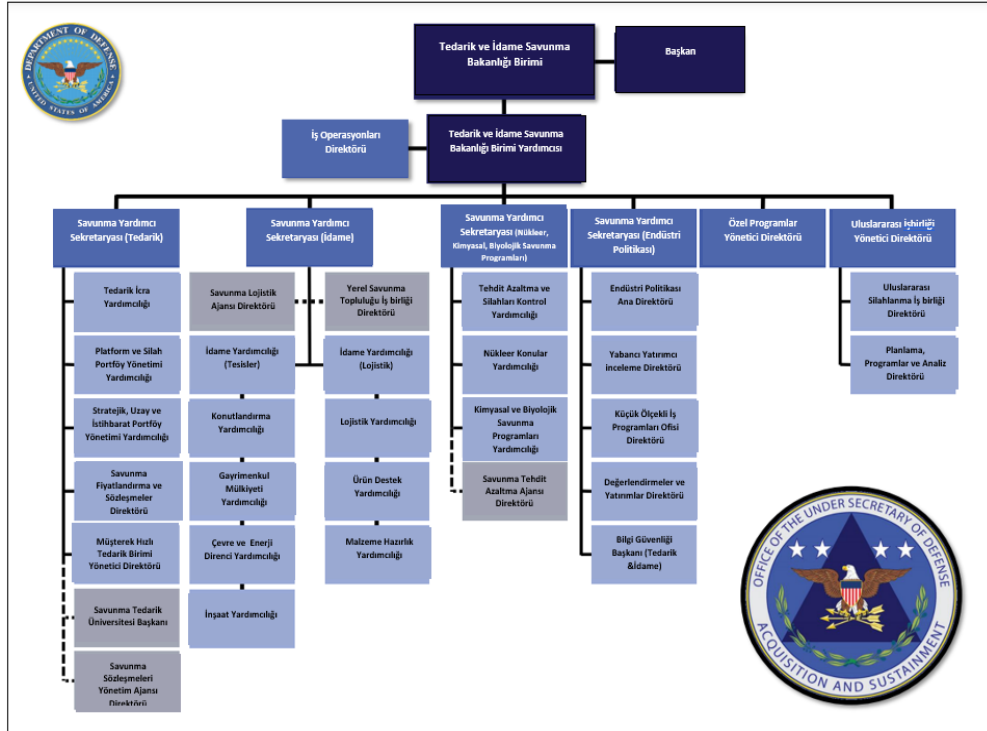 DEPARTMENT OF DEFENSE
UNITED STATES OF AMERICA
Tedarik ve İdame Savunma
Bakanlığı Birimi
Başkan
İş Operasyonları
Direktörü
Tedarik ve İdame Savunma
Bakanlığı Birimi Yardımcısı
Savunma Yardımcı
Sekretaryası (Tedarik)
Savunma Yardımcı
Sekretaryası (İdame)
Savunma Yardımcı
Sekretaryası (Nükleer,
Kimyasal, Biyolojik Savunma
Programları)
Savunma Yardımcı
Sekretaryası (Endüstri
Politikası)
Özel Programlar
Yönetici Direktörü
Uluslararası İşbirliği
Yönetici Direktörü
Tedarik İcra
Yardımcılığı
Platform ve Silah
Portföy Yönetimi
Yardımcılığı
Stratejik, Uzay ve
İstihbarat Portföy
Yönetimi Yardımcılığı
Savunma
Fiyatlandırma ve
Sözleşmeler
Direktörü
Müşterek Hızlı
Tedarik Birimi
Yönetici Direktörü
Savunma Tedarik
Üniversitesi Başkanı
Savunma
Sözleşmeleri
Yönetim Ajansı
Direktörü
Savunma Lojistik
Ajansı Direktörü
İdame Yardımcılığı
(Tesisler)
Konutlandırma
Yardımcılığı
Gayrimenkul
Mülkiyeti
Yardımcılığı
Çevre ve Enerji
Direnci Yardımcılığı
İnşaat Yardımcılığı
Yerel Savunma
Topluluğu İş birliği
Direktörü
İdame Yardımcılığı
(Lojistik)
Lojistik Yardımcılığı
Ürün Destek
Yardımcılığı
Malzeme Hazırlık
Yardımcılığı
Tehdit Azaltma ve
Silahları Kontrol
Yardımcılığı
Nükleer Konular
Yardımcılığı
Kimyasal ve Biyolojik
Savunma
Programları
Yardımcılığı
Savunma Tehdit
Azaltma Ajansı
Direktörü
Endüstri Politikası
Ana Direktörü
Yabancı Yatırımcı
inceleme Direktörü
Küçük Ölçekli İş
Programları Ofisi
Direktörü
Değerlendirmeler ve
Yatırımlar Direktörü
Bilgi Güvenliği
Başkanı (Tedarik
&İdame)
Uluslararası
Silahlanma İş birliği
Direktörü
Planlama,
Programlar ve Analiz
Direktörü
OFFICE OF THE UNDER SECRETARY OF DEFENSE
ACQUISITION AND SUSTAINMENT